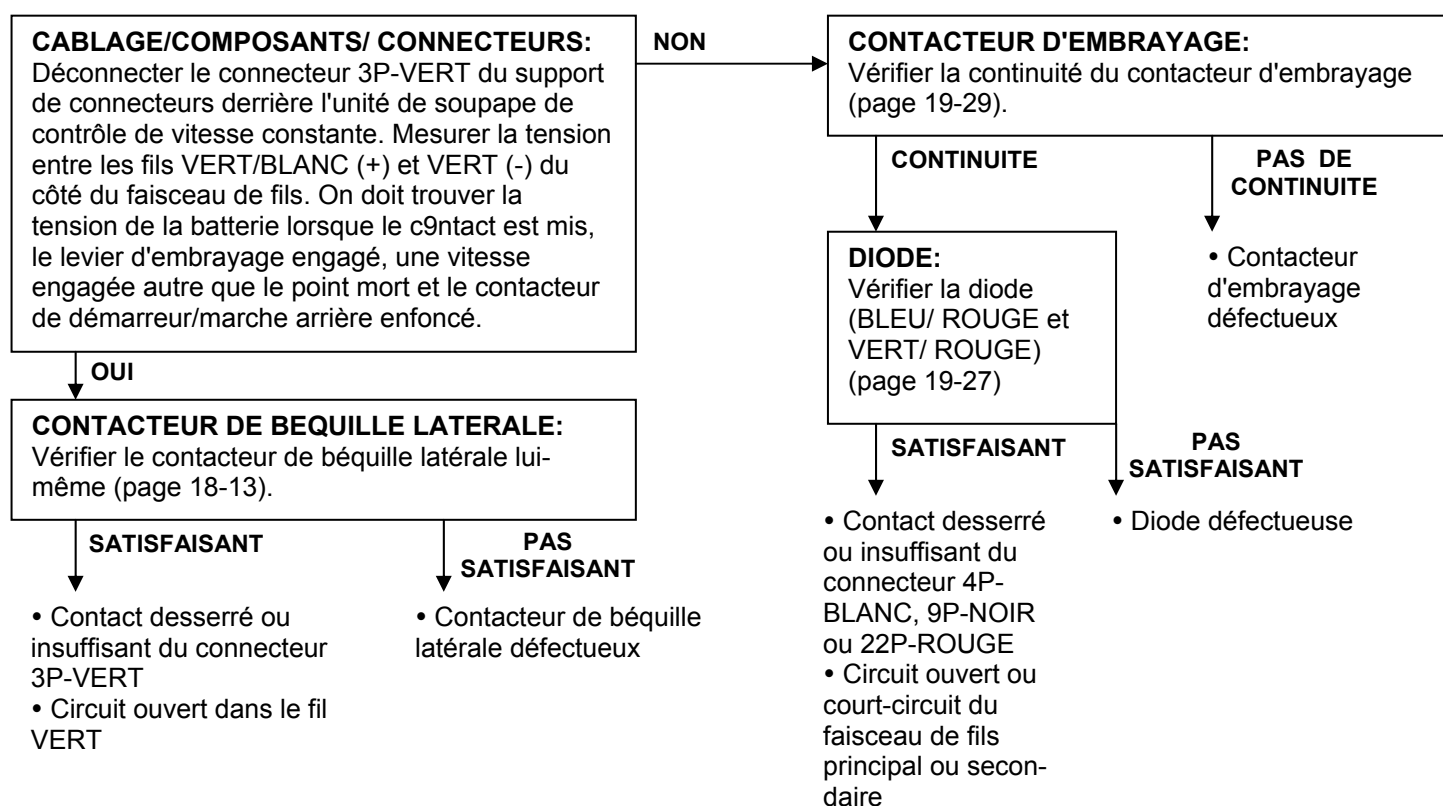 CABLAGE/COMPOSANTS/ CONNECTEURS:
Déconnecter le connecteur 3P-VERT du support
de connecteurs derrière l'unité de soupape de
contrôle de vitesse constante. Mesurer la tension
entre les fils VERT/BLANC (+) et VERT (-) du
côté du faisceau de fils. On doit trouver la
tension de la batterie lorsque le c9ntact est mis,
le levier d'embrayage engagé, une vitesse
engagée autre que le point mort et le contacteur
de démarreur/marche arrière enfoncé.
OUI
CONTACTEUR DE BEQUILLE LATERALE:
Vérifier le contacteur de béquille latérale lui-
même (page 18-13).
SATISFAISANT
PAS
SATISFAISANT
• Contact desserré ou
insuffisant du connecteur
3P-VERT
• Circuit ouvert dans le fil
VERT
• Contacteur de béquille
latérale défectueux
NON
CONTACTEUR D'EMBRAYAGE:
Vérifier la continuité du contacteur d'embrayage
(page 19-29).
CONTINUITE
PAS DE
CONTINUITE
DIODE:
Vérifier la diode
(BLEU/ ROUGE et
VERT/ ROUGE)
(page 19-27)
• Contacteur
d'embrayage
défectueux
SATISFAISANT
PAS
SATISFAISANT
• Contact desserré
ou insuffisant du
connecteur 4P-
BLANC, 9P-NOIR
ou 22P-ROUGE
• Circuit ouvert ou
court-circuit du
faisceau de fils
principal ou secon-
daire
• Diode défectueuse